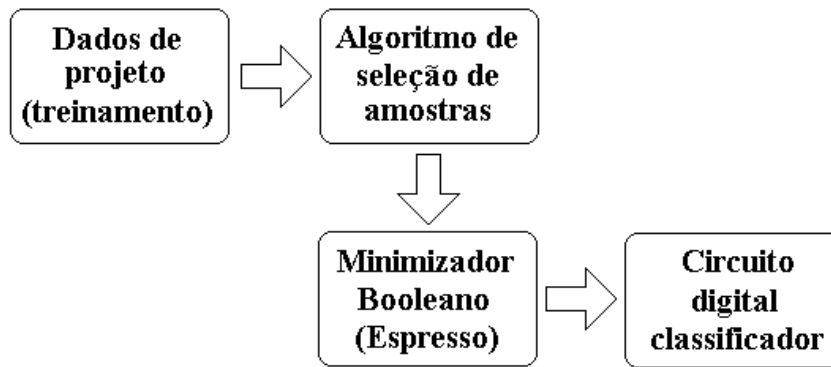 Dados de
projeto
(treinamento)
Algoritmo de
seleção de
amostras
Minimizador
Booleano
(Espresso)
Circuito
digital
classificador